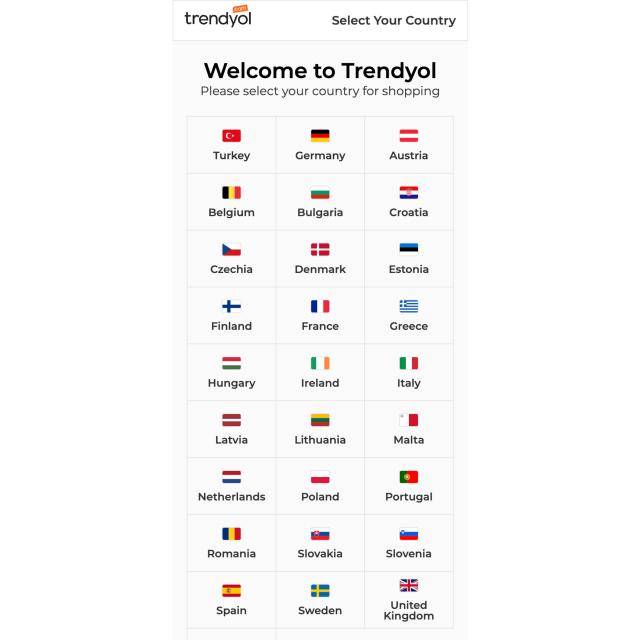 trendyol
.com
Select Your Country
Welcome to Trendyol
Please select your country for shopping
Turkey
Germany
Austria
Belgium
Bulgaria
Croatia
Czechia
Denmark
Estonia
Finland
France
Greece
Hungary
Ireland
Italy
Latvia
Lithuania
Malta
Netherlands
Poland
Portugal
Romania
Slovakia
Slovenia
Spain
Sweden
United
Kingdom